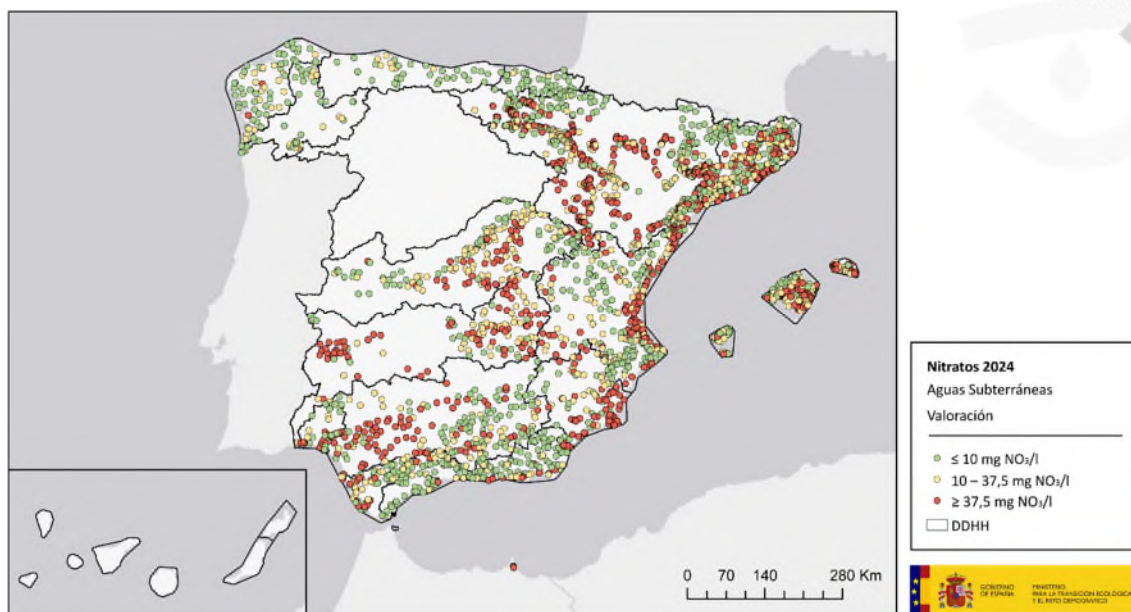 Nitratos 2024
Aguas Subterráneas
Valoración
≤ 10 mg NO₃/l
10 – 37,5 mg NO₃/l
≥ 37,5 mg NO₃/l
DDHH
0 70 140 280 Km
GOBIERNO
DE ESPAÑA
MINISTERIO
PARA LA TRANSICIÓN ECOLÓGICA
Y EL RETO DEMOGRÁFICO